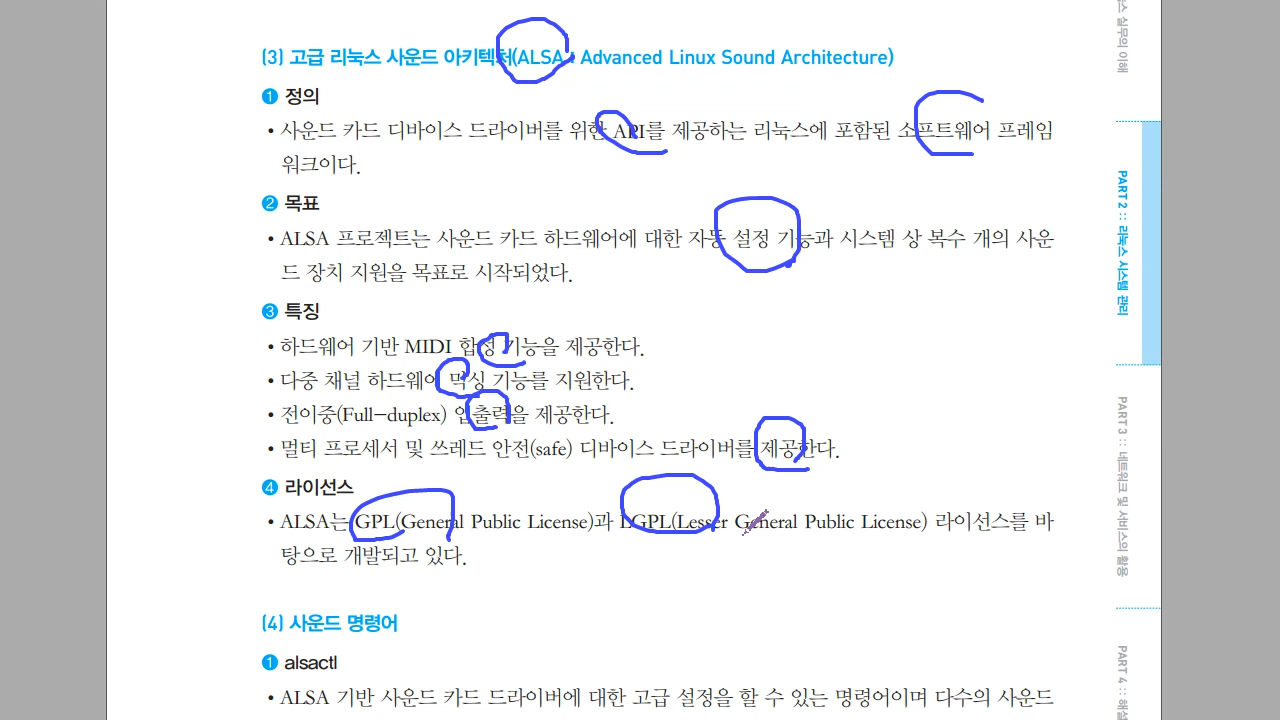 (3) 고급 리눅스 사운드 아키텍처(ALSA : Advanced Linux Sound Architecture)
❶ 정의
• 사운드 카드 디바이스 드라이버를 위한 API를 제공하는 리눅스에 포함된 소프트웨어 프레임
워크이다.
❷ 목표
• ALSA 프로젝트는 사운드 카드 하드웨어에 대한 자동 설정 기능과 시스템 상 복수 개의 사운
드 장치 지원을 목표로 시작되었다.
❸ 특징
• 하드웨어 기반 MIDI 합성 기능을 제공한다.
• 다중 채널 하드웨어 믹싱 기능를 지원한다.
• 전이중(Full-duplex) 입출력을 제공한다.
• 멀티 프로세서 및 쓰레드 안전(safe) 디바이스 드라이버를 제공한다.
❹ 라이선스
• ALSA는 GPL(General Public License)과 LGPL(Lesser General Public License) 라이선스를 바
탕으로 개발되고 있다.
(4) 사운드 명령어
❶ alsactl
• ALSA 기반 사운드 카드 드라이버에 대한 고급 설정을 할 수 있는 명령어이며 다수의 사운드
스 실무의 이해
PART 2 :: 리눅스 시스템 관리
PART 3 :: 네트워크 및 서비스의 활용
PART 4 :: 해설